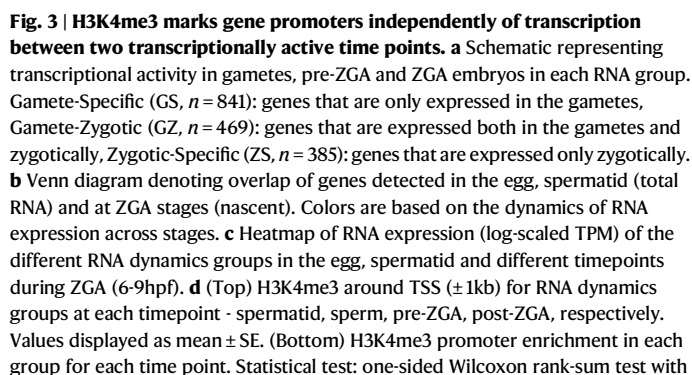 Fig. 3 | H3K4me3 marks gene promoters independently of transcription
between two transcriptionally active time points. a Schematic representing
transcriptional activity in gametes, pre-ZGA and ZGA embryos in each RNA group.
Gamete-Specific (GS, n = 841): genes that are only expressed in the gametes,
Gamete-Zygotic (GZ, n = 469): genes that are expressed both in the gametes and
zygotically, Zygotic-Specific (ZS, n = 385): genes that are expressed only zygotically.
b Venn diagram denoting overlap of genes detected in the egg, spermatid (total
RNA) and at ZGA stages (nascent). Colors are based on the dynamics of RNA
expression across stages. c Heatmap of RNA expression (log-scaled TPM) of the
different RNA dynamics groups in the egg, spermatid and different timepoints
during ZGA (6-9hpf). d (Top) H3K4me3 around TSS (± 1kb) for RNA dynamics
groups at each timepoint - spermatid, sperm, pre-ZGA, post-ZGA, respectively.
Values displayed as mean ± SE. (Bottom) H3K4me3 promoter enrichment in each
group for each time point. Statistical test: one-sided Wilcoxon rank-sum test with